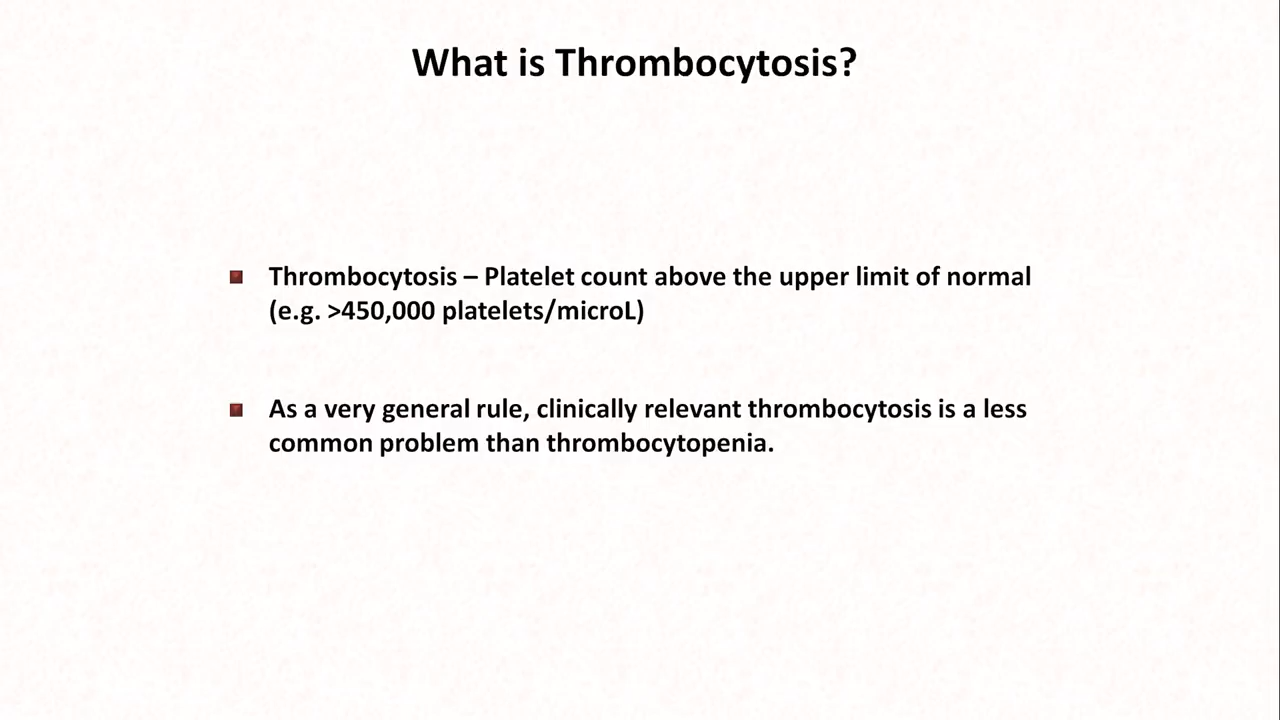 What is Thrombocytosis?
Thrombocytosis – Platelet count above the upper limit of normal
(e.g. >450,000 platelets/microL)
As a very general rule, clinically relevant thrombocytosis is a less
common problem than thrombocytopenia.